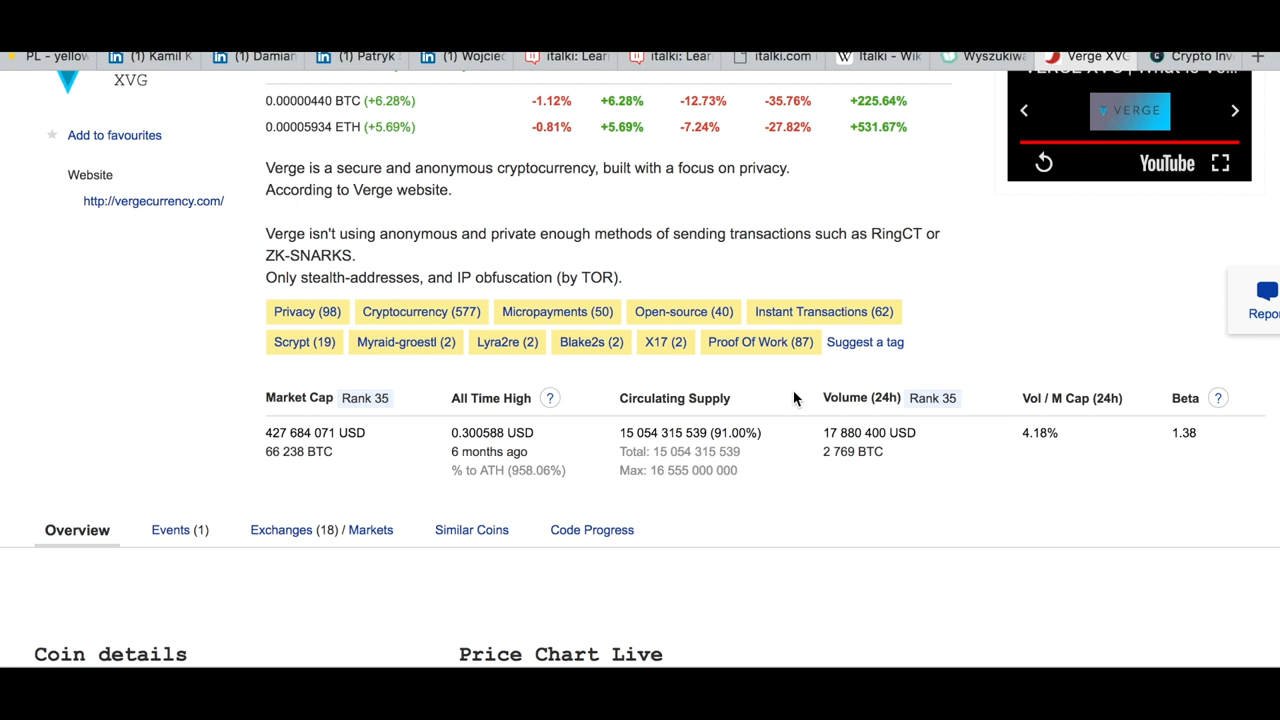 PL - yellow
(1) Kamil K
(1) Damian
(1) Patryk
(1) Wojciec
italki: Lear
italki: Lear
italki.com
Italki - Wik
Wyszukiwa
Verge XVG
Crypto Inv
XVG
0.00000440 BTC (+6.28%) -1.12% +6.28% -12.73% -35.76% +225.64%
0.00005934 ETH (+5.69%) -0.81% +5.69% -7.24% -27.82% +531.67%
Add to favourites
Website
http://vergecurrency.com/
VERGE
YouTube
Verge is a secure and anonymous cryptocurrency, built with a focus on privacy.
According to Verge website.
Verge isn't using anonymous and private enough methods of sending transactions such as RingCT or
ZK-SNARKS.
Only stealth-addresses, and IP obfuscation (by TOR).
Repor
Privacy (98) Cryptocurrency (577) Micropayments (50) Open-source (40) Instant Transactions (62)
Scrypt (19) Myraid-groestl (2) Lyra2re (2) Blake2s (2) X17 (2) Proof Of Work (87) Suggest a tag
Market Cap Rank 35 All Time High ? Circulating Supply Volume (24h) Rank 35 Vol / M Cap (24h) Beta ?
427 684 071 USD 0.300588 USD 15 054 315 539 (91.00%) 17 880 400 USD 4.18% 1.38
66 238 BTC 6 months ago Total: 15 054 315 539 2 769 BTC
% to ATH (958.06%) Max: 16 555 000 000
Overview Events (1) Exchanges (18) / Markets Similar Coins Code Progress
Coin details Price Chart Live